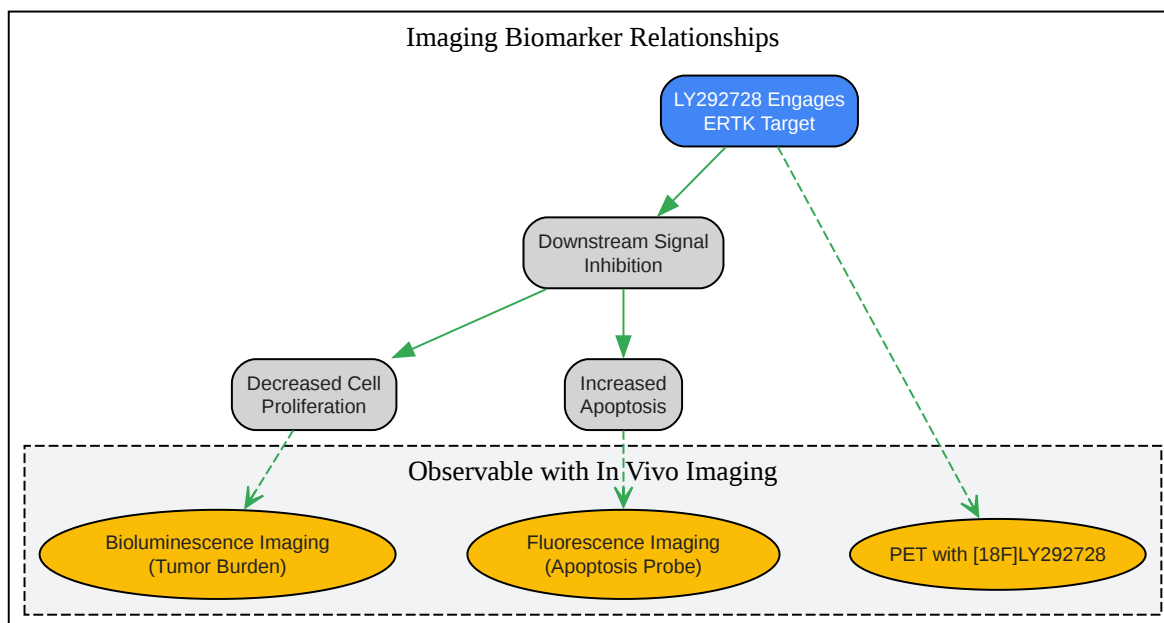 Imaging Biomarker Relationships
LY292728 Engages
ERTK Target
Downstream Signal
Inhibition
Decreased Cell
Proliferation
Increased
Apoptosis
Observable with In Vivo Imaging
Bioluminescence Imaging
(Tumor Burden)
Fluorescence Imaging
(Apoptosis Probe)
PET with [18F]LY292728